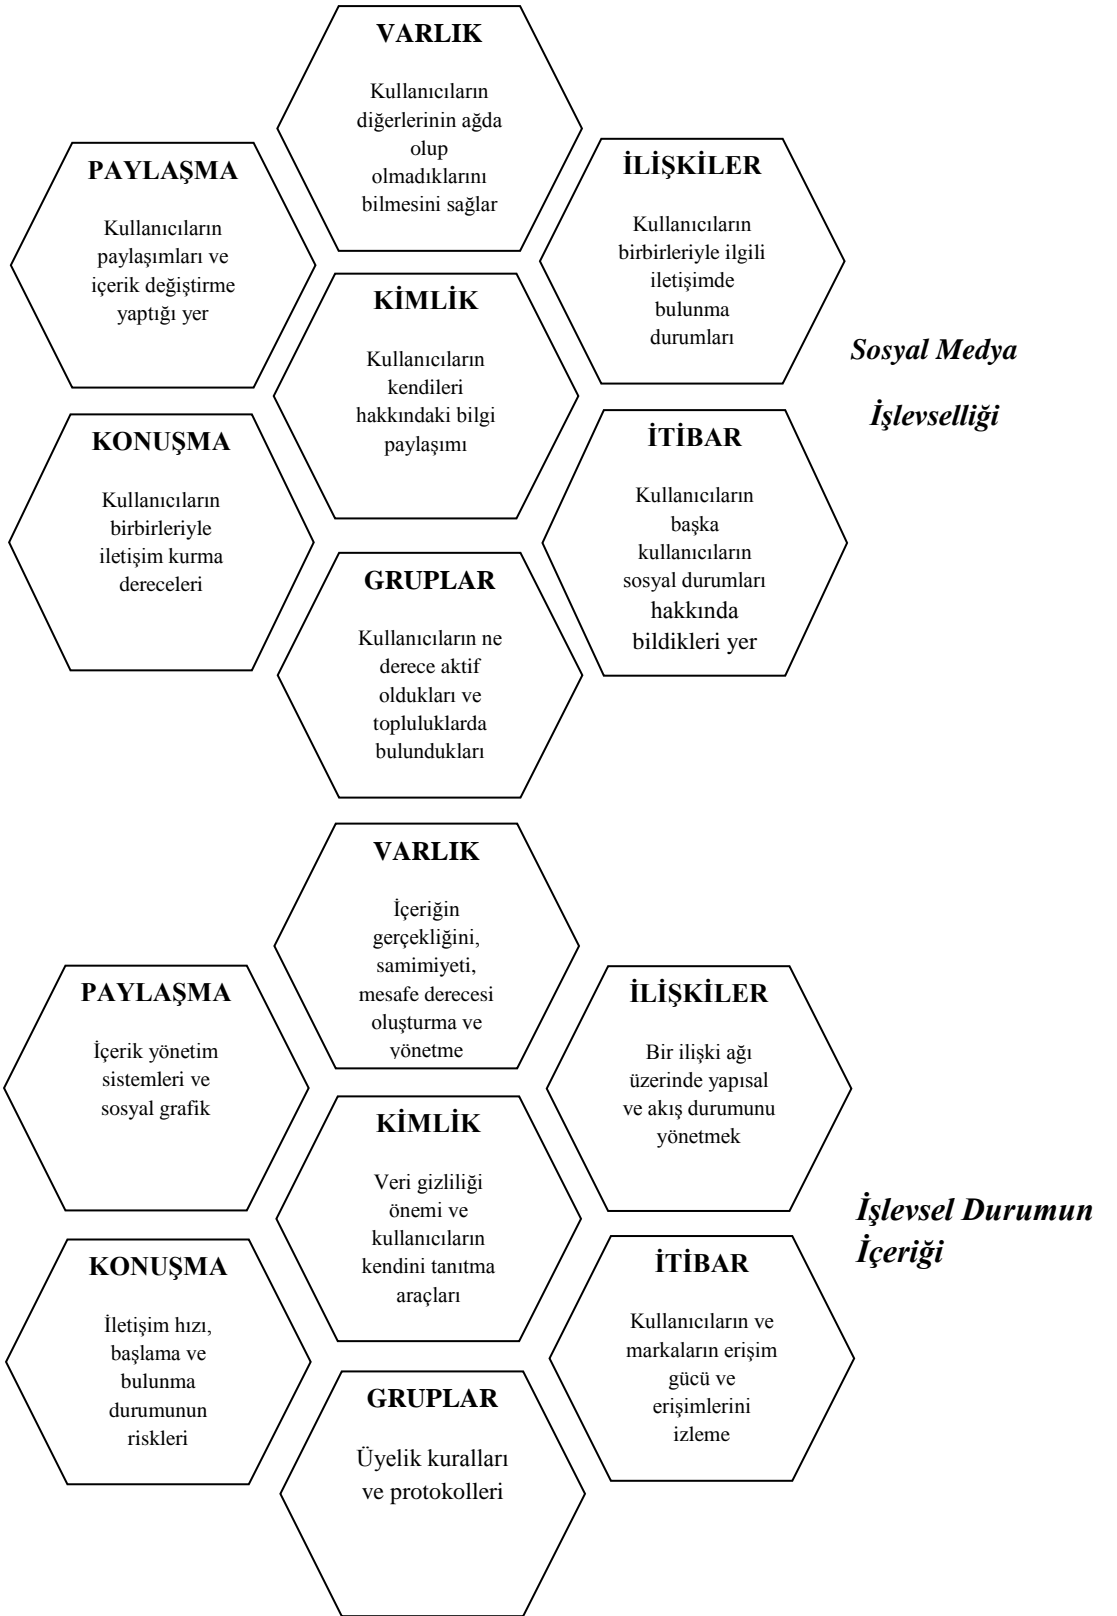 VARLIK
Kullanıcıların
diğerlerinin ağda
olup
olmadıklarını
bilmesini sağlar
PAYLAŞMA
Kullanıcıların
paylaşımları ve
içerik değiştirme
yaptığı yer
İLİŞKİLER
Kullanıcıların
birbirleriyle ilgili
iletişimde
bulunma
durumları
KİMLİK
Kullanıcıların
kendileri
hakkındaki bilgi
paylaşımı
Sosyal Medya
İşlevselliği
KONUŞMA
Kullanıcıların
birbirleriyle
iletişim kurma
dereceleri
İTİBAR
Kullanıcıların
başka
kullanıcıların
sosyal durumları
hakkında
bildikleri yer
GRUPLAR
Kullanıcıların ne
derece aktif
oldukları ve
topluluklarda
bulundukları
VARLIK
İçeriğin
gerçekliğini,
samimiyeti,
mesafe derecesi
oluşturma ve
yönetme
PAYLAŞMA
İçerik yönetim
sistemleri ve
sosyal grafik
İLİŞKİLER
Bir ilişki ağı
üzerinde yapısal
ve akış durumunu
yönetmek
KİMLİK
Veri gizliliği
önemi ve
kullanıcıların
kendini tanıtma
araçları
İşlevsel Durumun
İçeriği
KONUŞMA
İletişim hızı,
başlama ve
bulunma
durumunun
riskleri
İTİBAR
Kullanıcıların ve
markaların erişim
gücü ve
erişimlerini
izleme
GRUPLAR
Üyelik kuralları
ve protokolleri